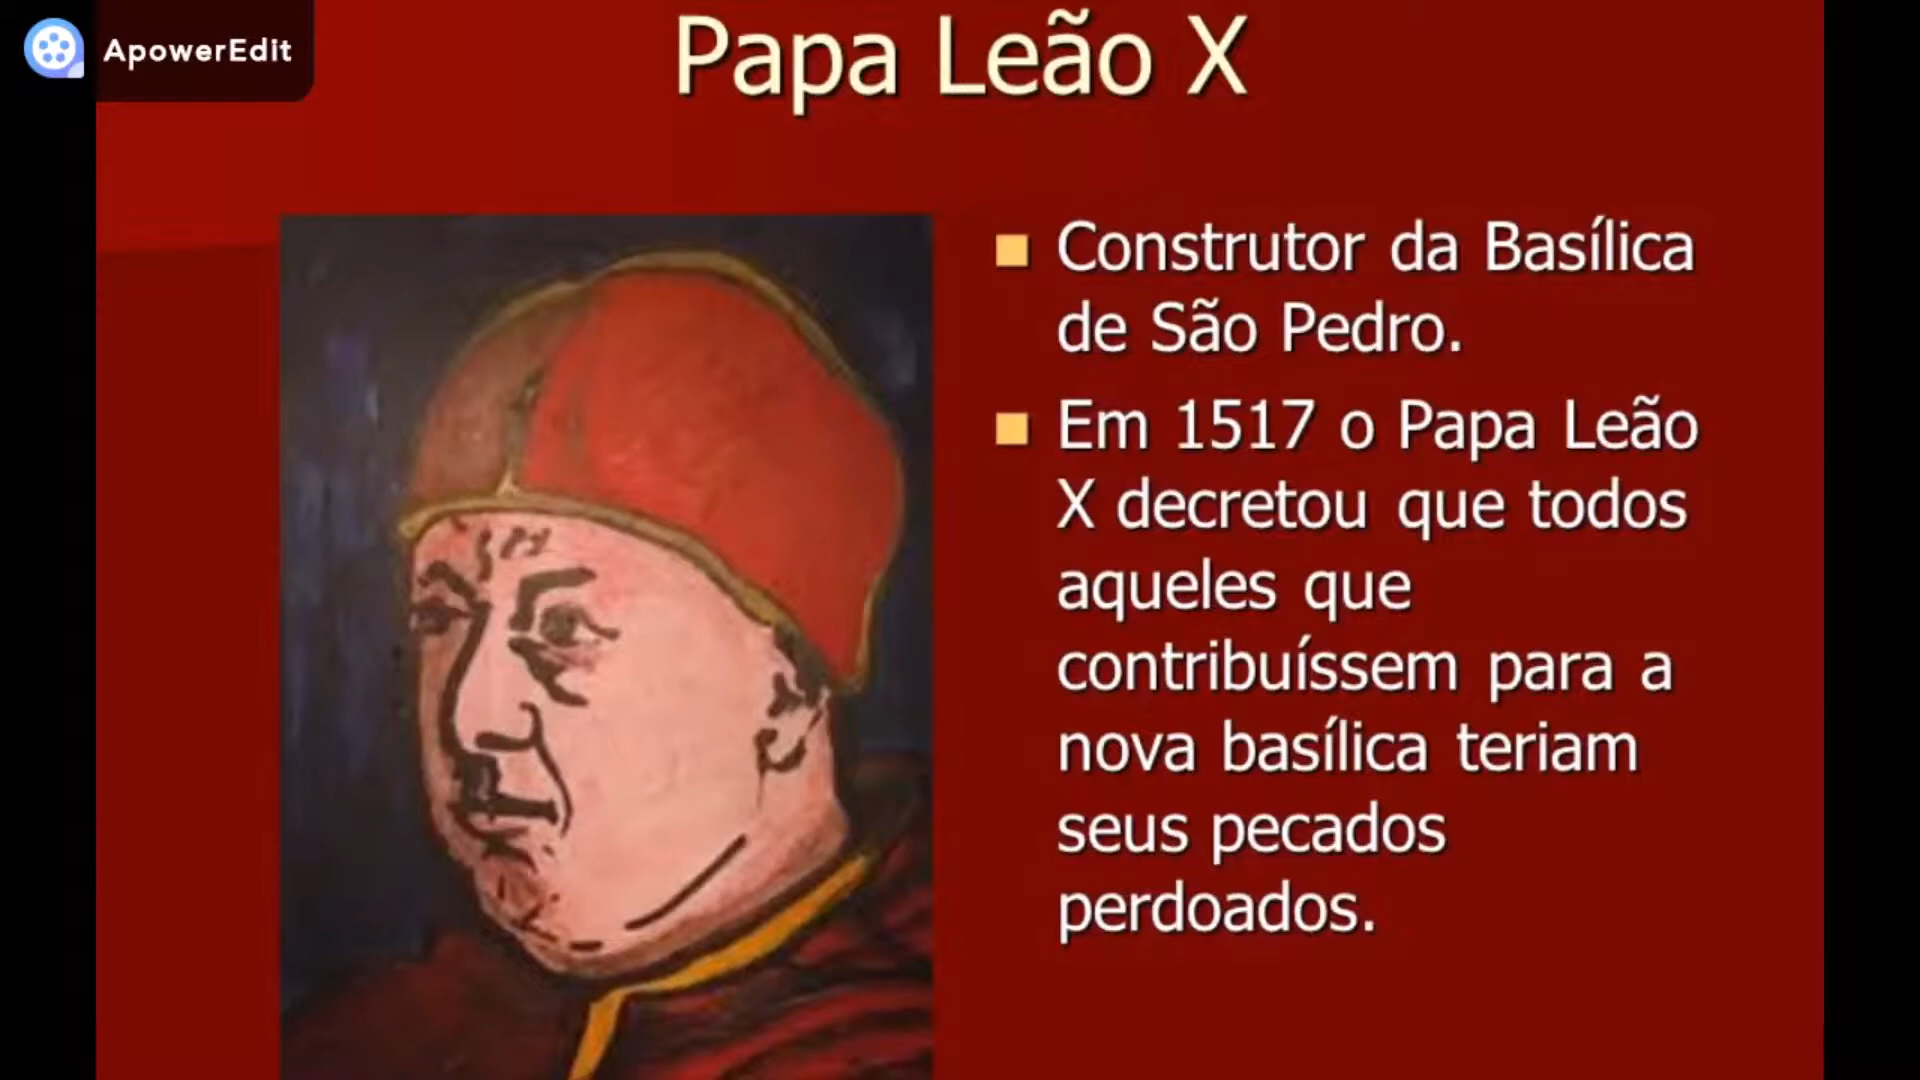 ApowerEdit
Papa Leão X
Construtor da Basílica
de São Pedro.
Em 1517 o Papa Leão
X decretou que todos
aqueles que
contribuíssem para a
nova basílica teriam
seus pecados
perdoados.